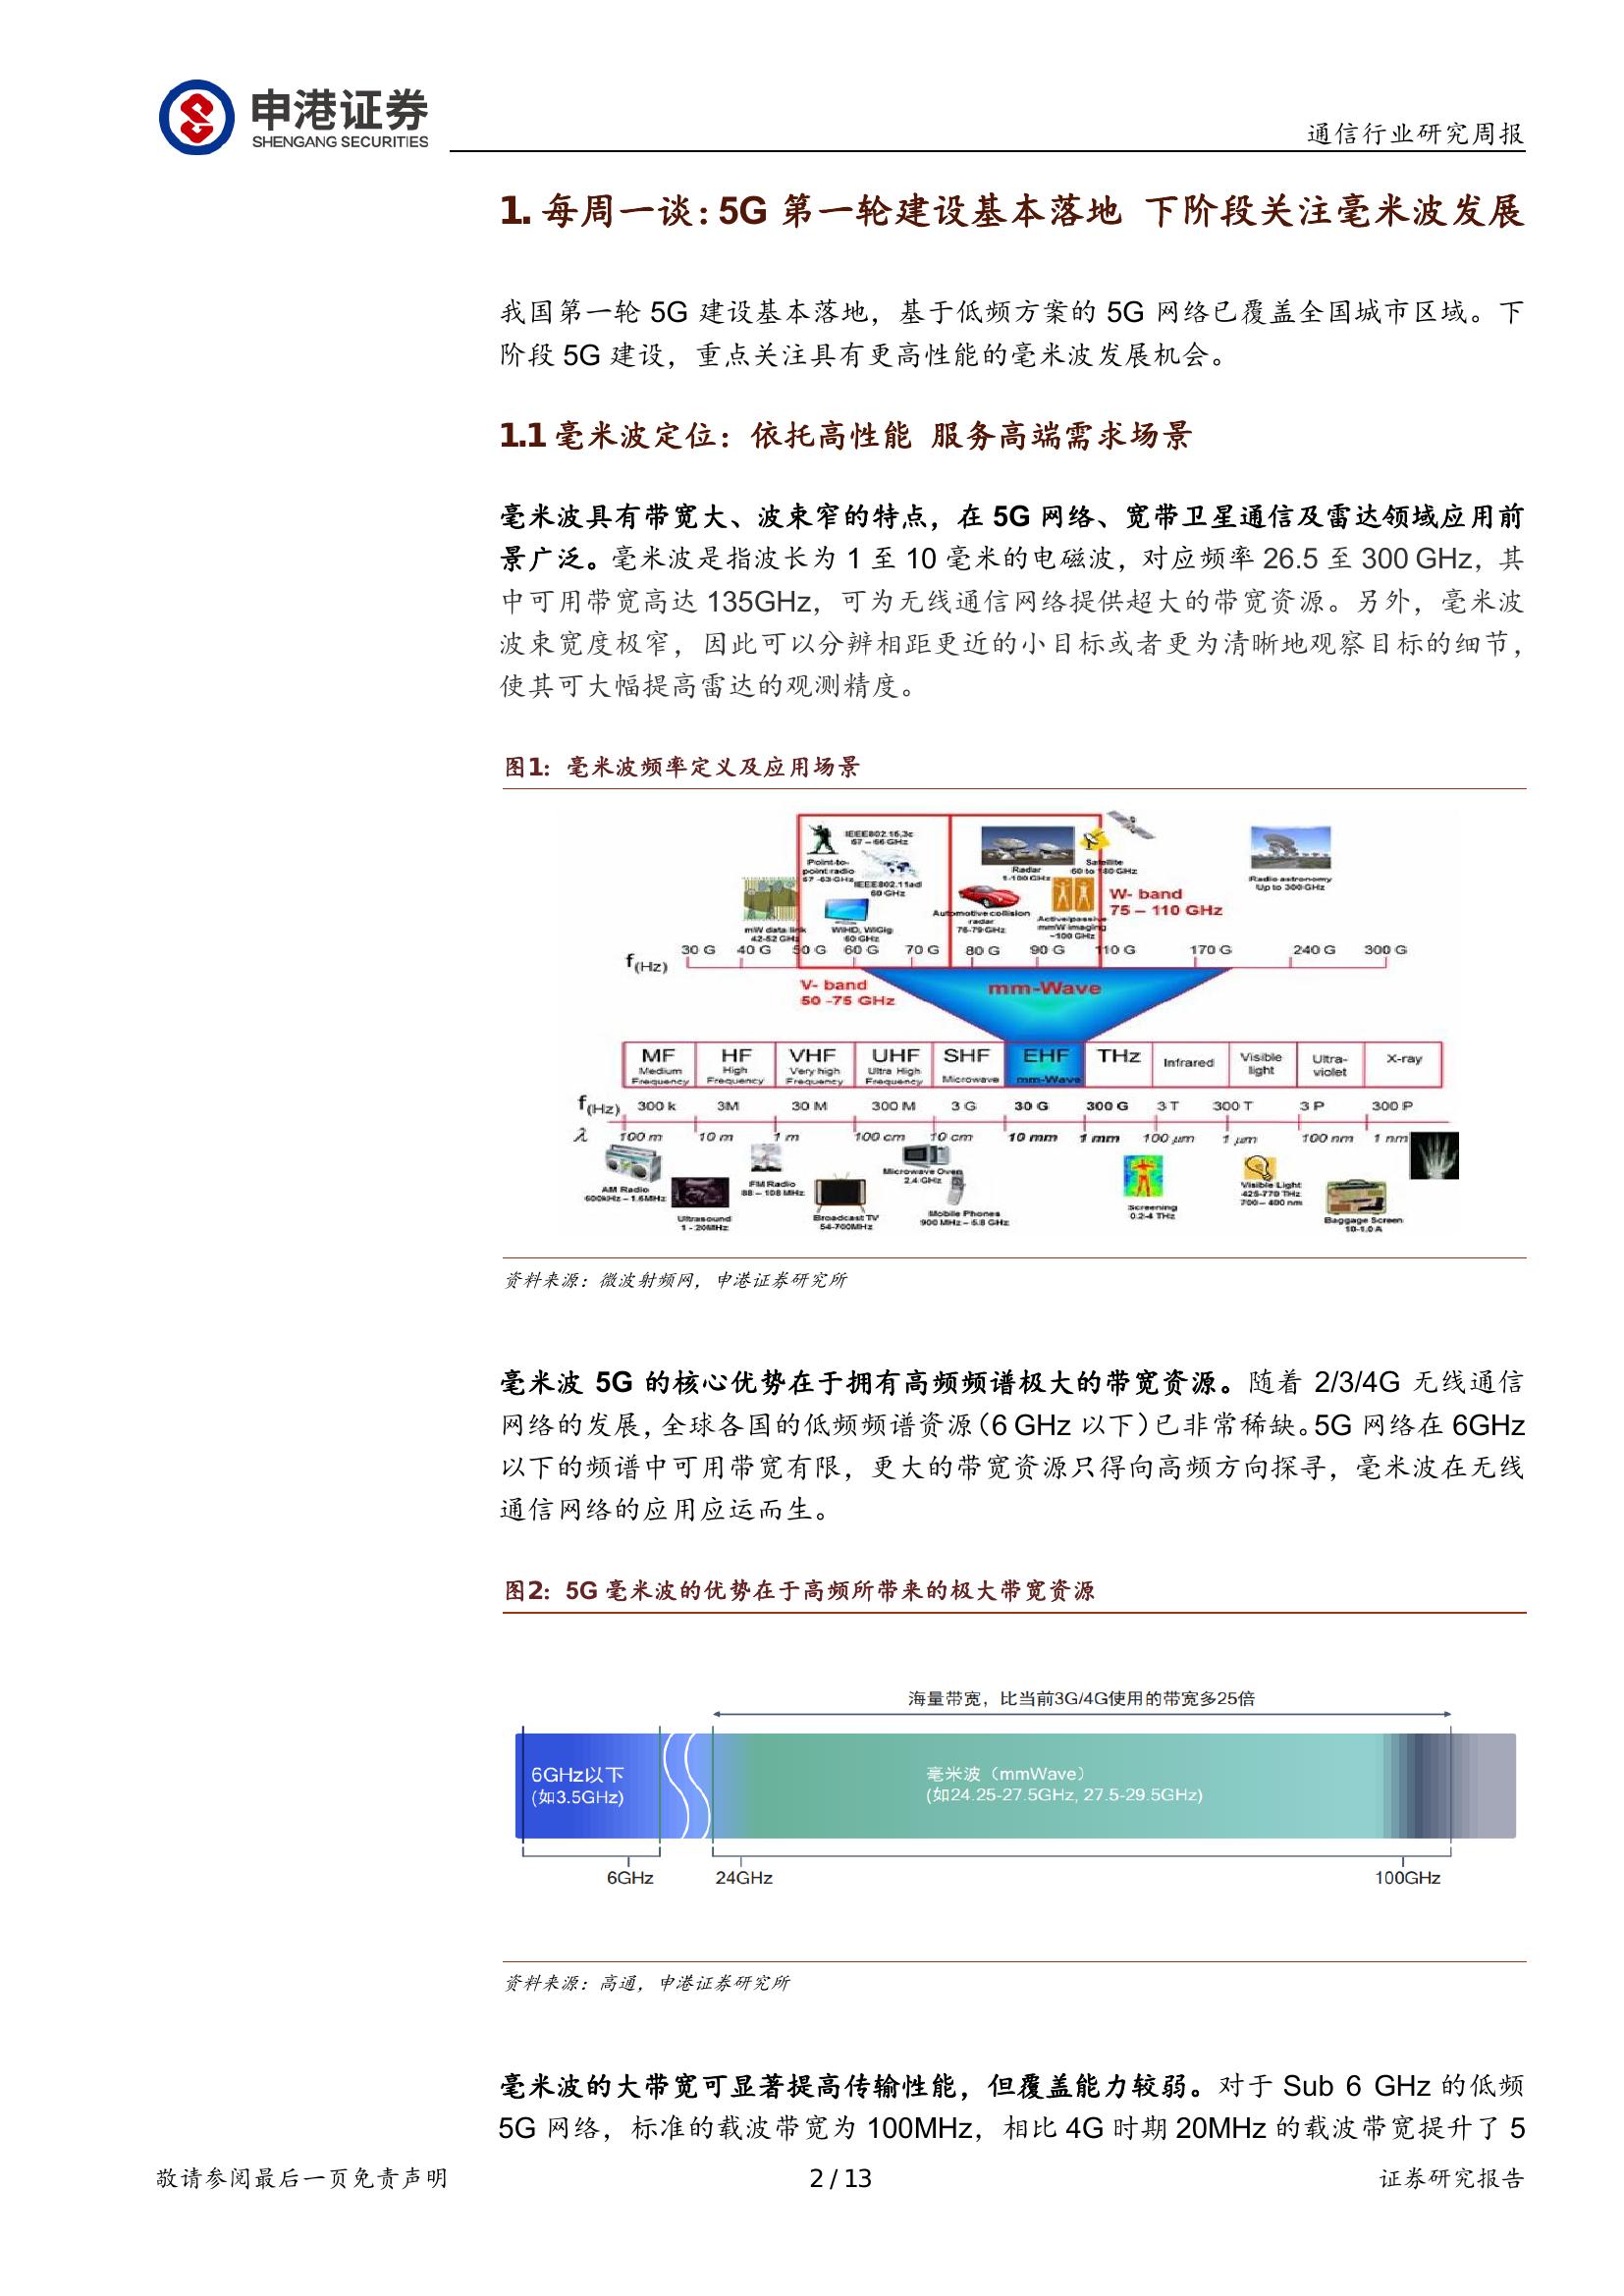 申港证券
SHENGANG SECURITIES
通信行业研究周报
1. 每周一谈：5G 第一轮建设基本落地 下阶段关注毫米波发展
我国第一轮 5G 建设基本落地，基于低频方案的 5G 网络已覆盖全国城市区域。下
阶段 5G 建设，重点关注具有更高性能的毫米波发展机会。
1.1 毫米波定位：依托高性能 服务高端需求场景
毫米波具有带宽大、波束窄的特点，在 5G 网络、宽带卫星通信及雷达领域应用前
景广泛。毫米波是指波长为 1 至 10 毫米的电磁波，对应频率 26.5 至 300 GHz，其
中可用带宽高达 135GHz，可为无线通信网络提供超大的带宽资源。另外，毫米波
波束宽度极窄，因此可以分辨相距更近的小目标或者更为清晰地观察目标的细节，
使其可大幅提高雷达的观测精度。
图1：毫米波频率定义及应用场景
IEEE802.15.3c
57 – 66 GHz
Point-to-
point radio
57 -63 GHz
IEEE802.11ad
60 GHz
Radar
1-100 GHz
Satellite
60 to 180 GHz
Radio astronomy
Up to 300 GHz
W- band
75 – 110 GHz
mW data link
42-52 GHz
WiHD, WiGig
60 GHz
Automotive collision
radar
76-79 GHz
Active/passive
mmW imaging
~100 GHz
f(Hz) 30 G 40 G 50 G 60 G 70 G 80 G 90 G 110 G 170 G 240 G 300 G
V- band
50 -75 GHz
mm-Wave
MF HF VHF UHF SHF EHF THz Infrared Visible light Ultra-violet X-ray
Medium Frequency High Frequency Very high Frequency Ultra High Frequency Microwave mm-Wave
f(Hz) 300 k 3M 30 M 300 M 3 G 30 G 300 G 3 T 300 T 3 P 300 P
λ 100 m 10 m 1 m 100 cm 10 cm 10 mm 1 mm 100 μm 1 μm 100 nm 1 nm
AM Radio
600kHz – 1.6MHz
Ultrasound
1 - 20MHz
FM Radio
88 – 108 MHz
Broadcast TV
54-700MHz
Microwave Oven
2.4 GHz
Mobile Phones
900 MHz – 5.8 GHz
Screening
0.2-4 THz
Visible Light
425-770 THz
700 – 400 nm
Baggage Screen
10-1.0 A
资料来源：微波射频网，申港证券研究所
毫米波 5G 的核心优势在于拥有高频频谱极大的带宽资源。随着 2/3/4G 无线通信
网络的发展，全球各国的低频频谱资源（6 GHz 以下）已非常稀缺。5G 网络在 6GHz
以下的频谱中可用带宽有限，更大的带宽资源只得向高频方向探寻，毫米波在无线
通信网络的应用应运而生。
图2：5G 毫米波的优势在于高频所带来的极大带宽资源
海量带宽，比当前3G/4G使用的带宽多25倍
6GHz以下
(如3.5GHz)
毫米波（mmWave）
(如24.25-27.5GHz, 27.5-29.5GHz)
6GHz 24GHz 100GHz
资料来源：高通，申港证券研究所
毫米波的大带宽可显著提高传输性能，但覆盖能力较弱。对于 Sub 6 GHz 的低频
5G 网络，标准的载波带宽为 100MHz，相比 4G 时期 20MHz 的载波带宽提升了 5
敬请参阅最后一页免责声明
2 / 13
证券研究报告